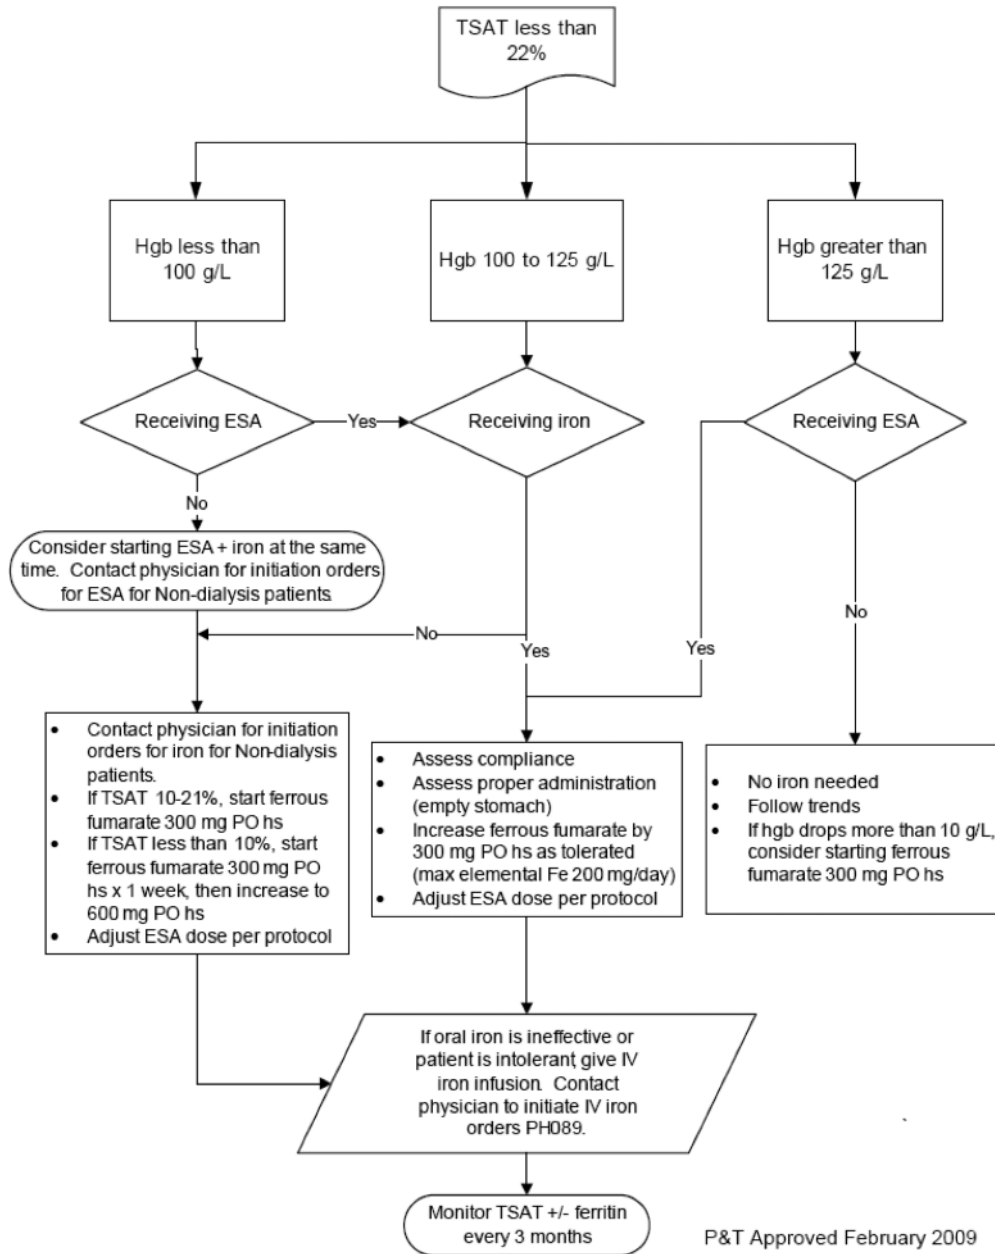 TSAT less than
22%
Hgb less than
100 g/L
Hgb 100 to 125 g/L
Hgb greater than
125 g/L
Receiving ESA
Yes
Receiving iron
Receiving ESA
No
Consider starting ESA + iron at the same
time. Contact physician for initiation orders
for ESA for Non-dialysis patients.
No
Yes
Yes
No
• Contact physician for initiation
orders for iron for Non-dialysis
patients.
• If TSAT 10-21%, start ferrous
fumarate 300 mg PO hs
• If TSAT less than 10%, start
ferrous fumarate 300 mg PO
hs x 1 week, then increase to
600 mg PO hs
• Adjust ESA dose per protocol
• Assess compliance
• Assess proper administration
(empty stomach)
• Increase ferrous fumarate by
300 mg PO hs as tolerated
(max elemental Fe 200 mg/day)
• Adjust ESA dose per protocol
• No iron needed
• Follow trends
• If hgb drops more than 10 g/L,
consider starting ferrous
fumarate 300 mg PO hs
If oral iron is ineffective or
patient is intolerant, give IV
iron infusion. Contact
physician to initiate IV iron
orders PH089.
Monitor TSAT +/- ferritin
every 3 months
P&T Approved February 2009